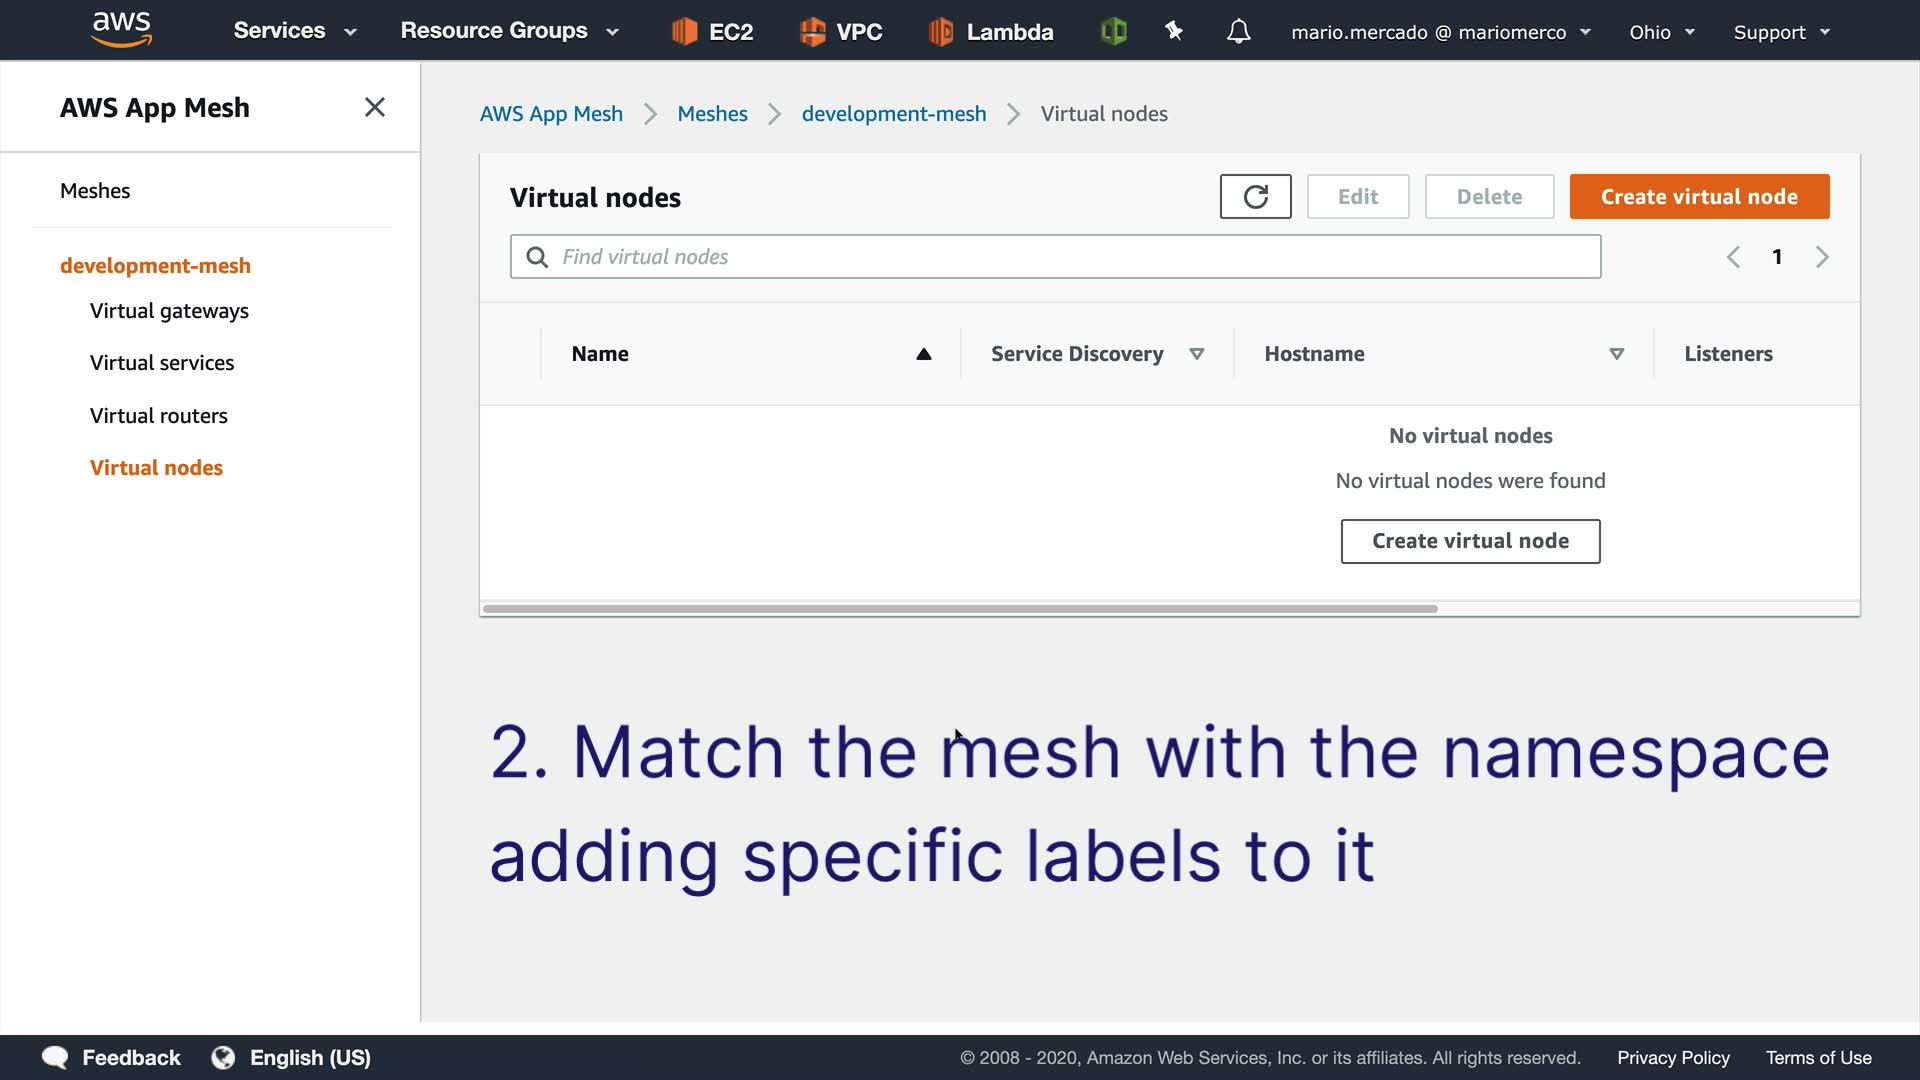 aws
Services
Resource Groups
EC2
VPC
Lambda
mario.mercado @ mariomerco
Ohio
Support
AWS App Mesh
Meshes
development-mesh
Virtual gateways
Virtual services
Virtual routers
Virtual nodes
AWS App Mesh > Meshes > development-mesh > Virtual nodes
Virtual nodes
Edit
Delete
Create virtual node
Find virtual nodes
1
Name
Service Discovery
Hostname
Listeners
No virtual nodes
No virtual nodes were found
Create virtual node
2. Match the mesh with the namespace
adding specific labels to it
Feedback
English (US)
© 2008 - 2020, Amazon Web Services, Inc. or its affiliates. All rights reserved.
Privacy Policy
Terms of Use